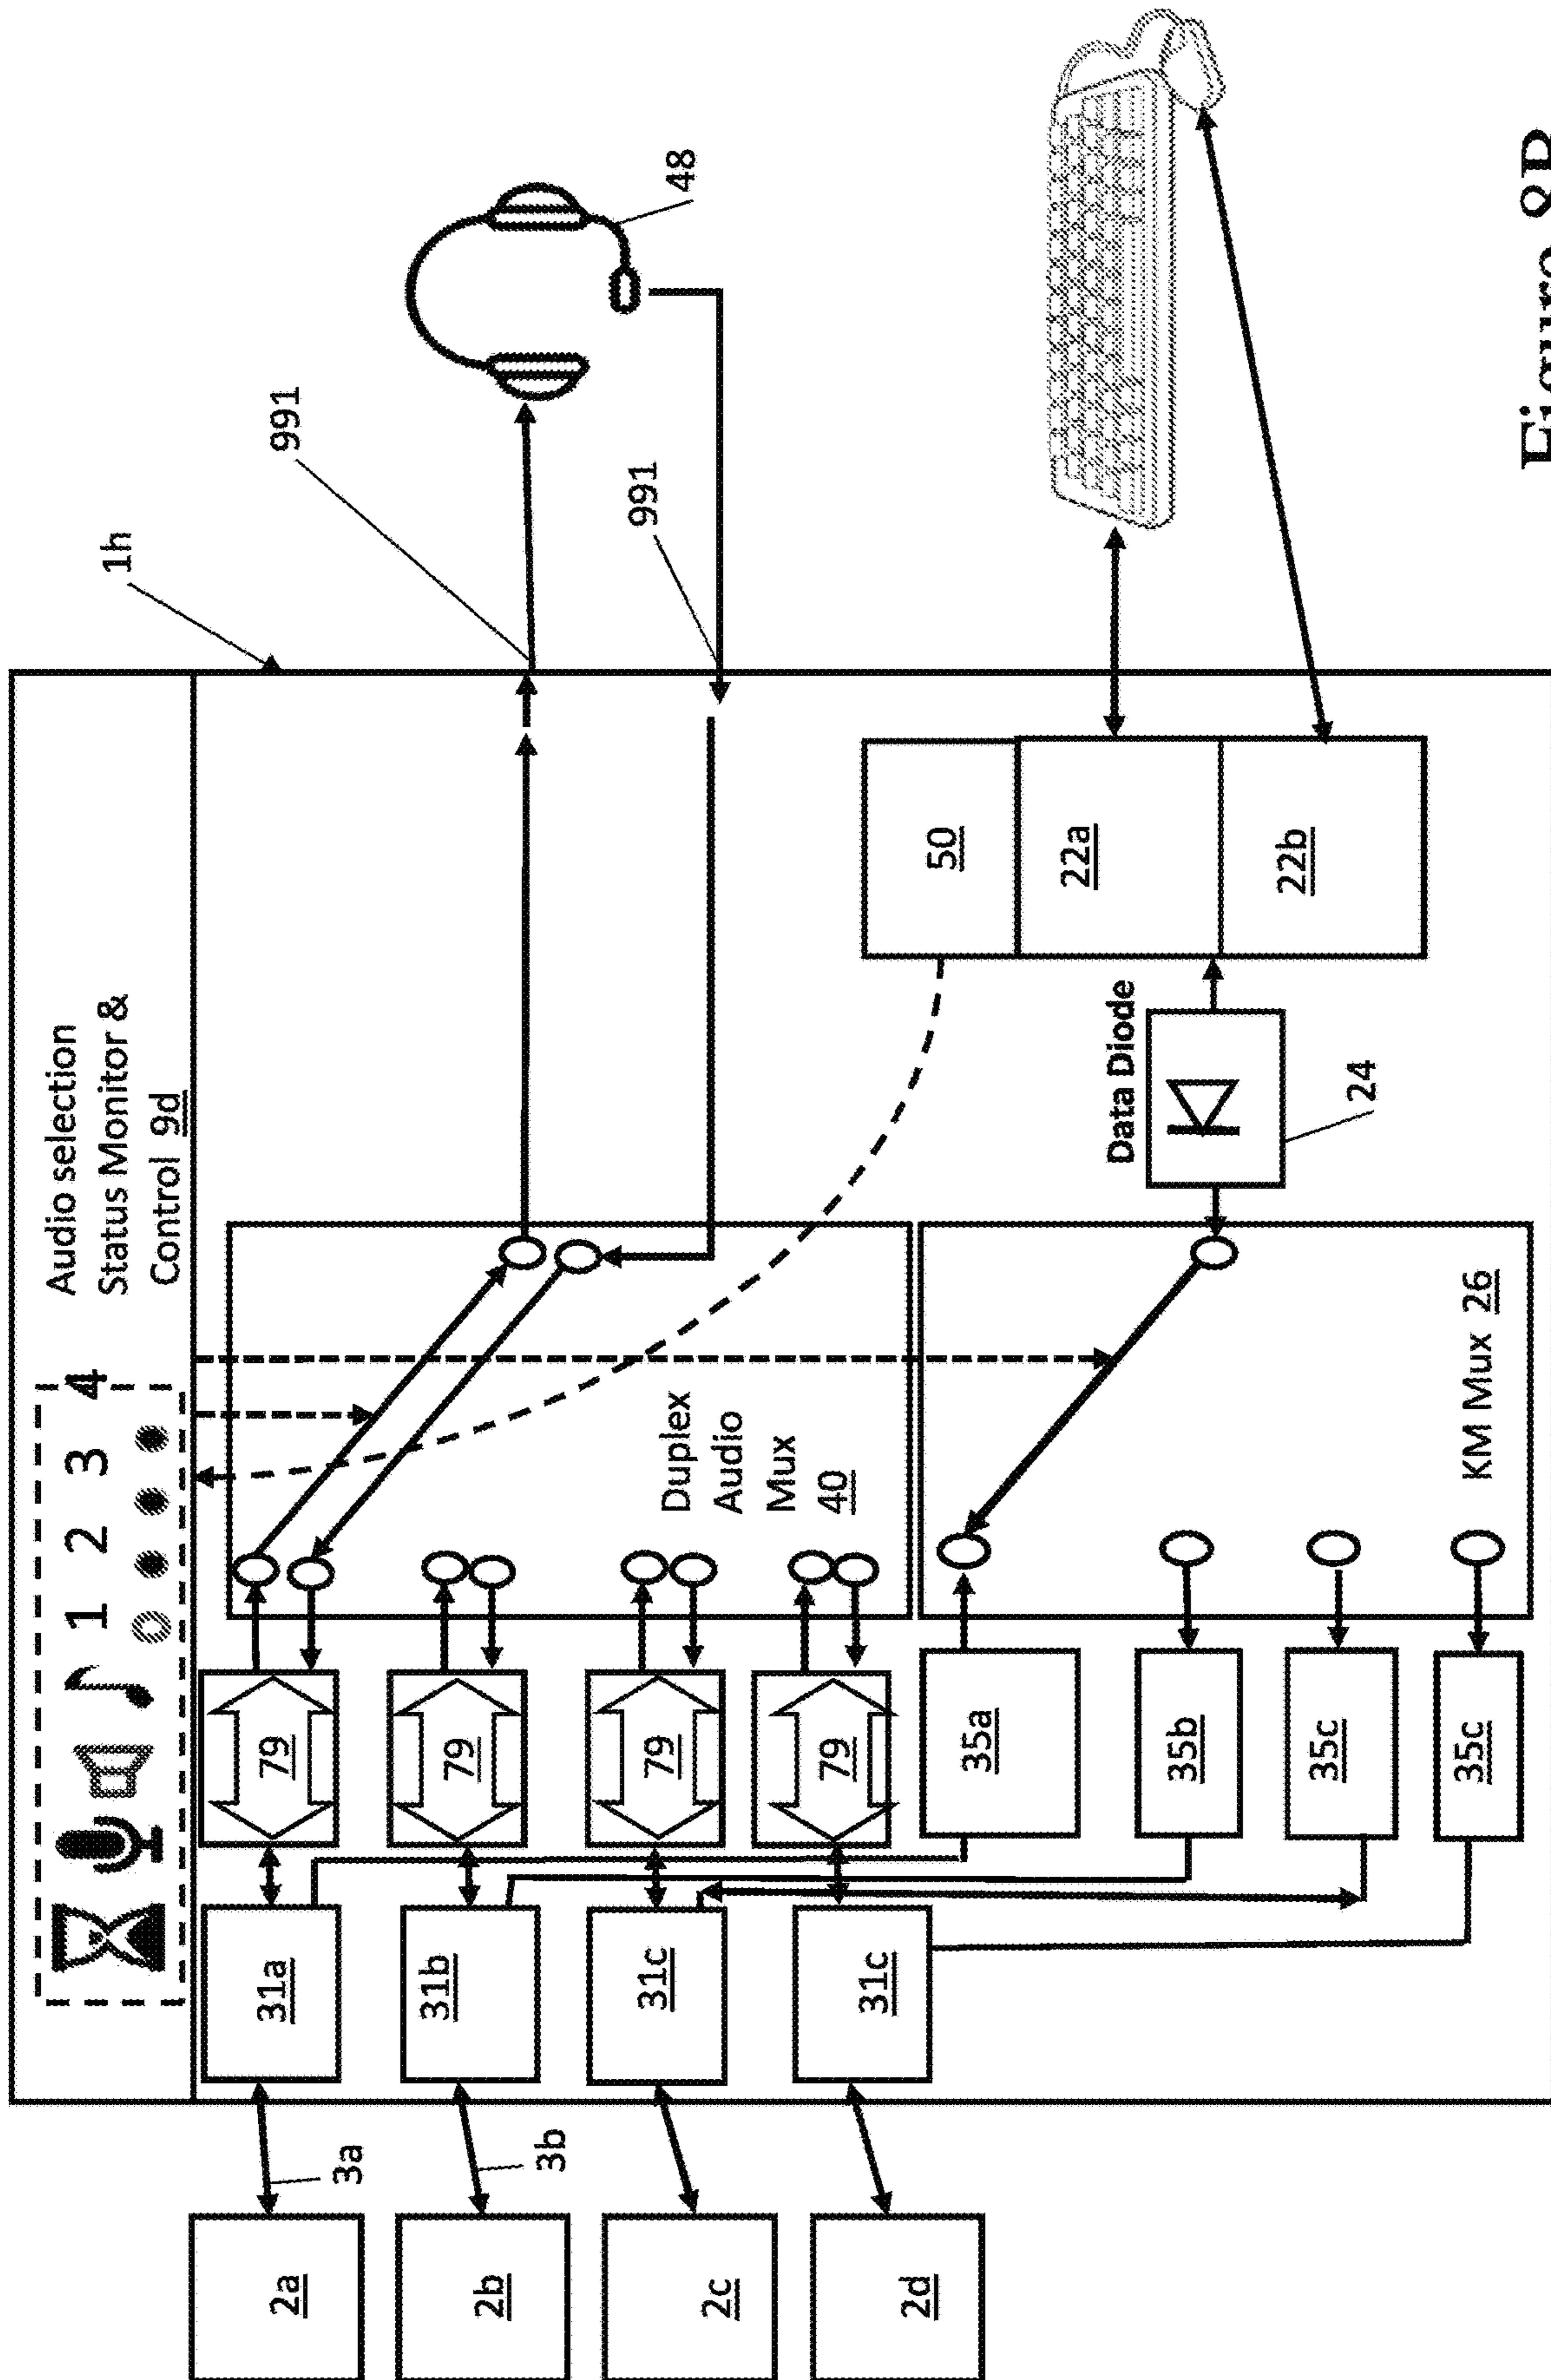 1 2 3 4
Audio selection
Status Monitor &
Control 9d
1h
991
48
991
2a
3a
31a
79
2b
3b
31b
79
2c
31c
79
2d
31c
79
Duplex
Audio
Mux
40
35a
35b
35c
35c
KM Mux 26
Data Diode
24
50
22a
22b
Figure